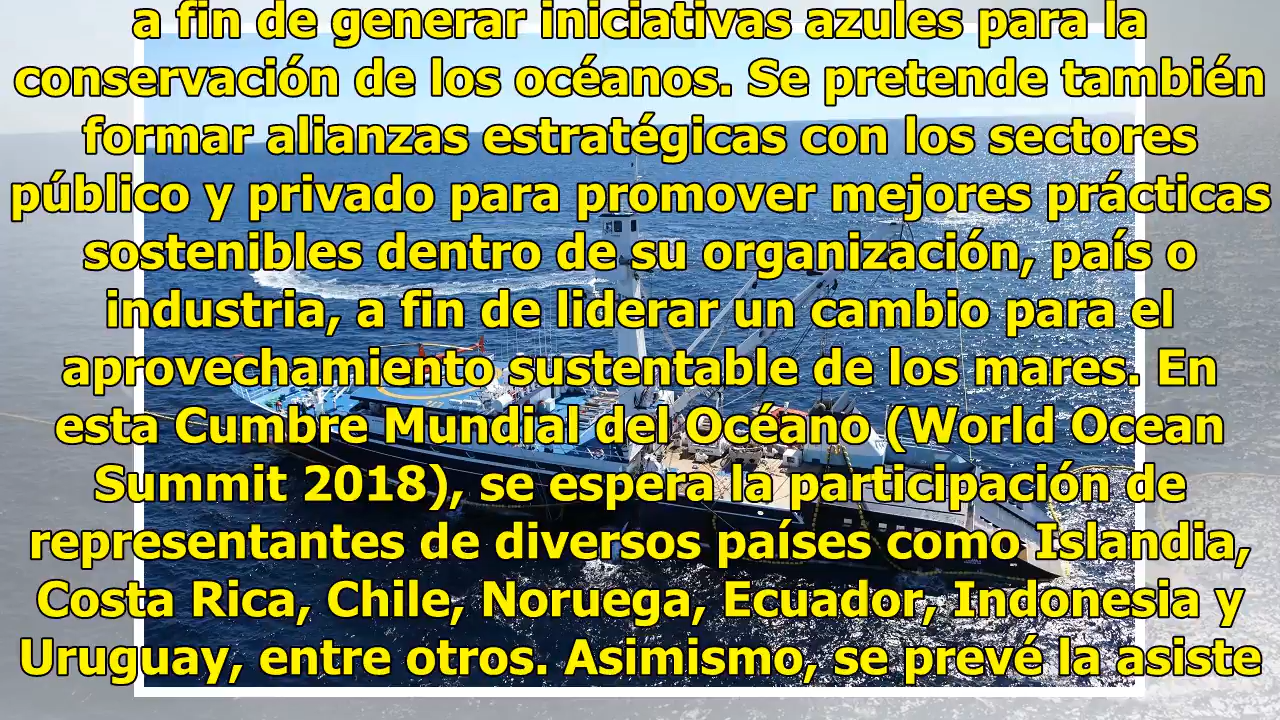 a fin de generar iniciativas azules para la
conservación de los océanos. Se pretende también
formar alianzas estratégicas con los sectores
público y privado para promover mejores prácticas
sostenibles dentro de su organización, país o
industria, a fin de liderar un cambio para el
aprovechamiento sustentable de los mares. En
esta Cumbre Mundial del Océano (World Ocean
Summit 2018), se espera la participación de
representantes de diversos países como Islandia,
Costa Rica, Chile, Noruega, Ecuador, Indonesia y
Uruguay, entre otros. Asimismo, se prevé la asiste